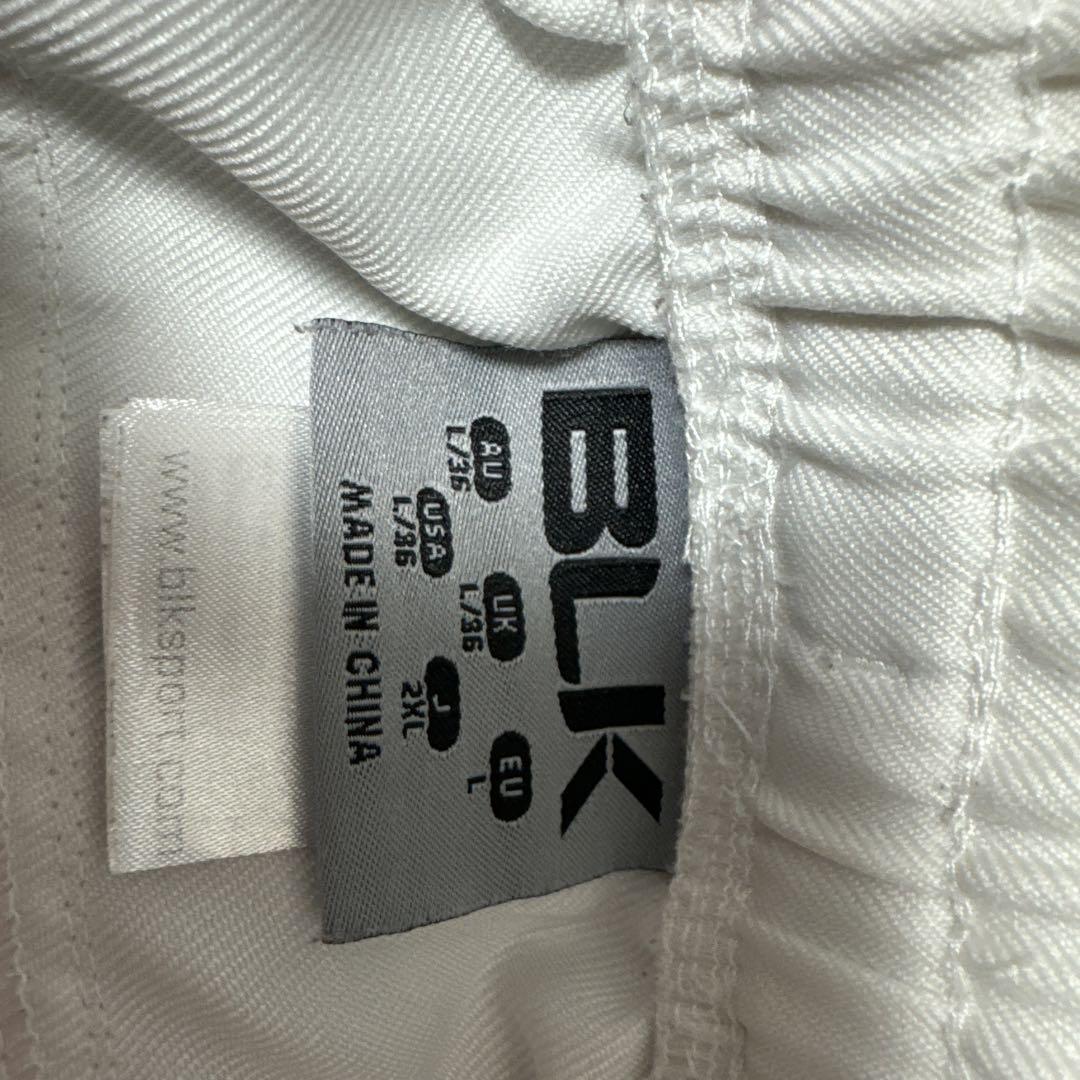 BLK
AU USA UK J EU
L/36 L/36 L/36 2XL L
MADE IN CHINA
www.blksport.com